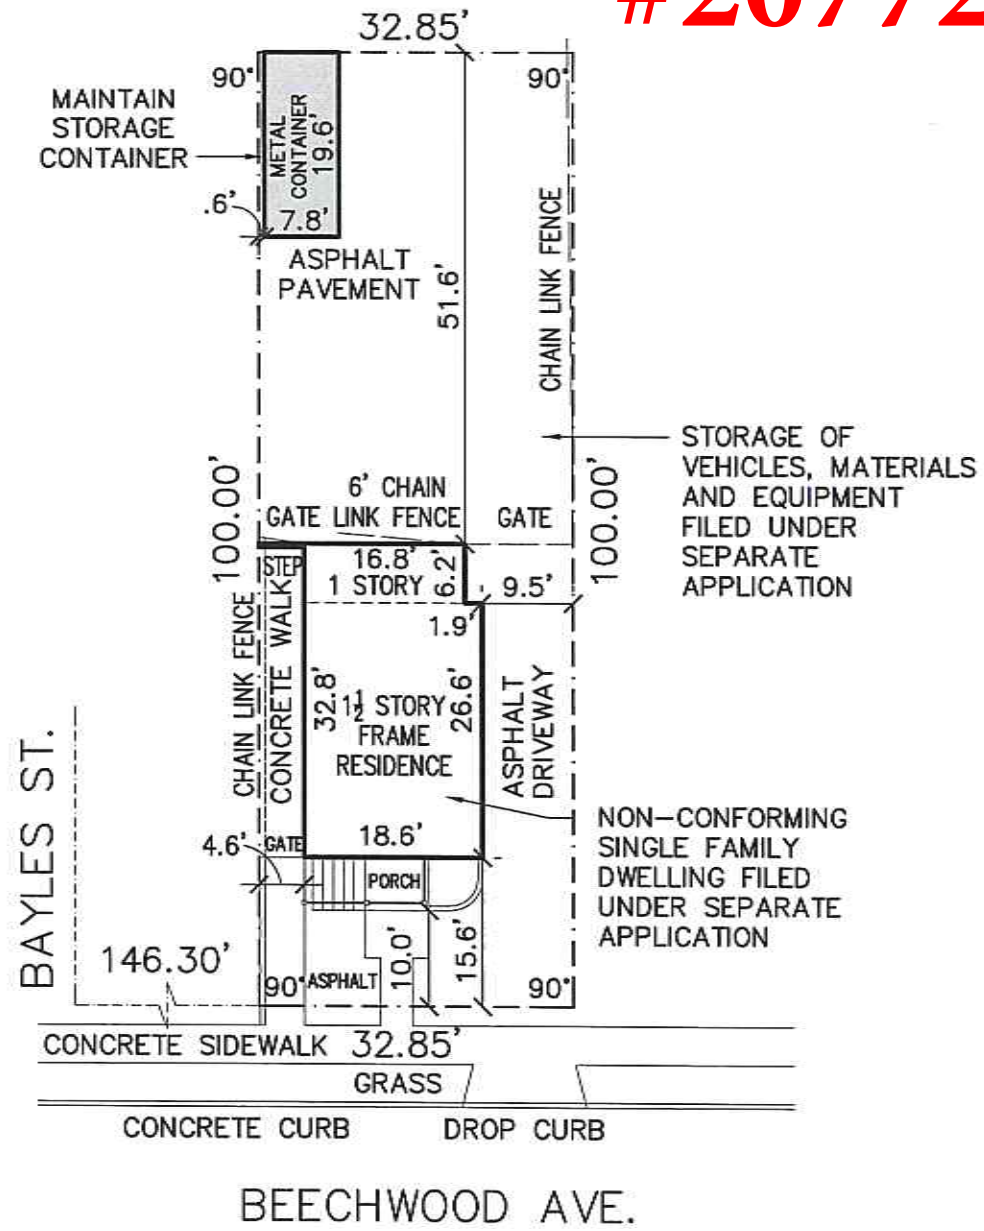 #20772
32.85'
90°
90°
MAINTAIN
STORAGE
CONTAINER
METAL
CONTAINER
19.6'
.6'
7.8'
ASPHALT
PAVEMENT
51.6'
CHAIN LINK FENCE
STORAGE OF
VEHICLES, MATERIALS
AND EQUIPMENT
FILED UNDER
SEPARATE
APPLICATION
100.00'
100.00'
6' CHAIN
GATE LINK FENCE
GATE
STEP
16.8'
1 STORY
6.2'
9.5'
1.9'
CHAIN LINK FENCE
CONCRETE WALK
32.8'
1½ STORY
FRAME
RESIDENCE
26.6'
ASPHALT
DRIVEWAY
BAYLES ST.
NON-CONFORMING
SINGLE FAMILY
DWELLING FILED
UNDER SEPARATE
APPLICATION
4.6'
GATE
18.6'
PORCH
146.30'
90°
ASPHALT
10.0'
15.6'
90°
CONCRETE SIDEWALK
32.85'
GRASS
CONCRETE CURB
DROP CURB
BEECHWOOD AVE.